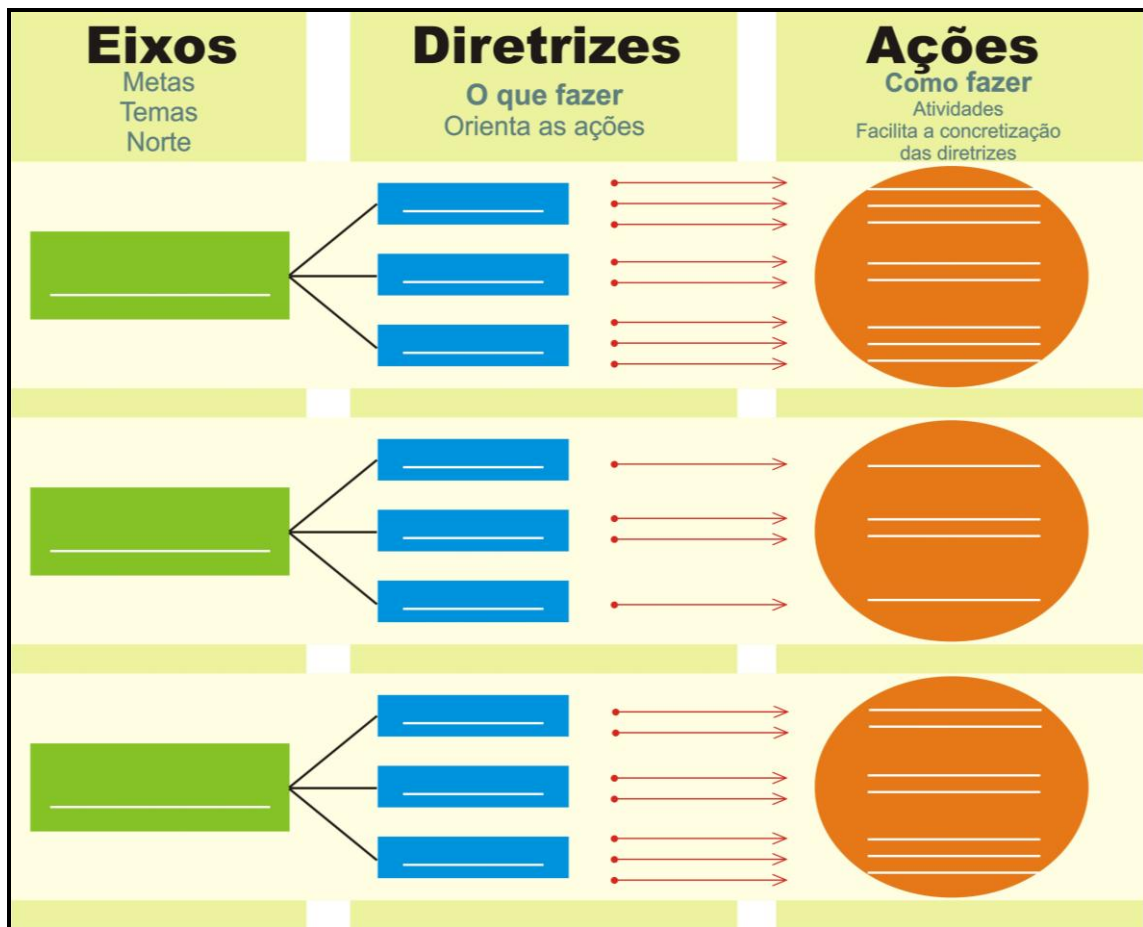 Eixos
Metas
Temas
Norte
Diretrizes
O que fazer
Orienta as ações
Ações
Como fazer
Atividades
Facilita a concretização
das diretrizes